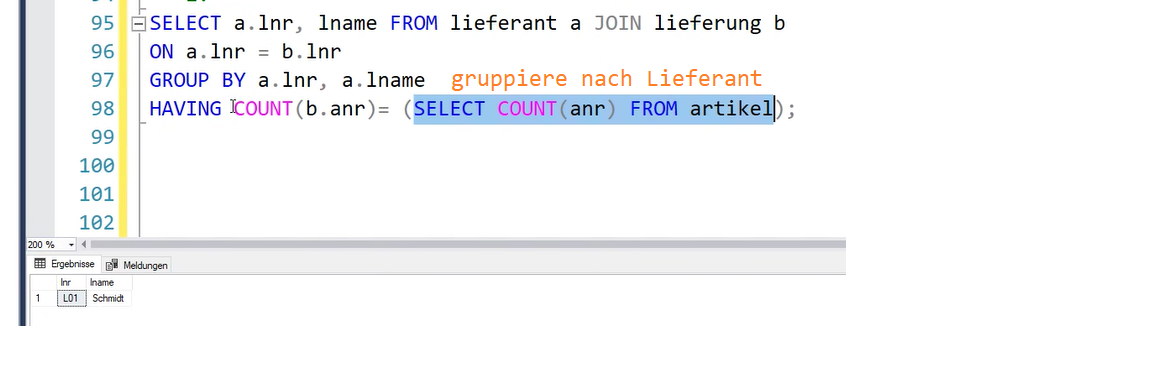 95 SELECT a.lnr, lname FROM lieferant a JOIN lieferung b
96 ON a.lnr = b.lnr
97 GROUP BY a.lnr, a.lname gruppiere nach Lieferant
98 HAVING COUNT(b.anr)= (SELECT COUNT(anr) FROM artikel);
99
100
101
102
200 %
Ergebnisse Meldungen
lnr lname
1 L01 Schmidt